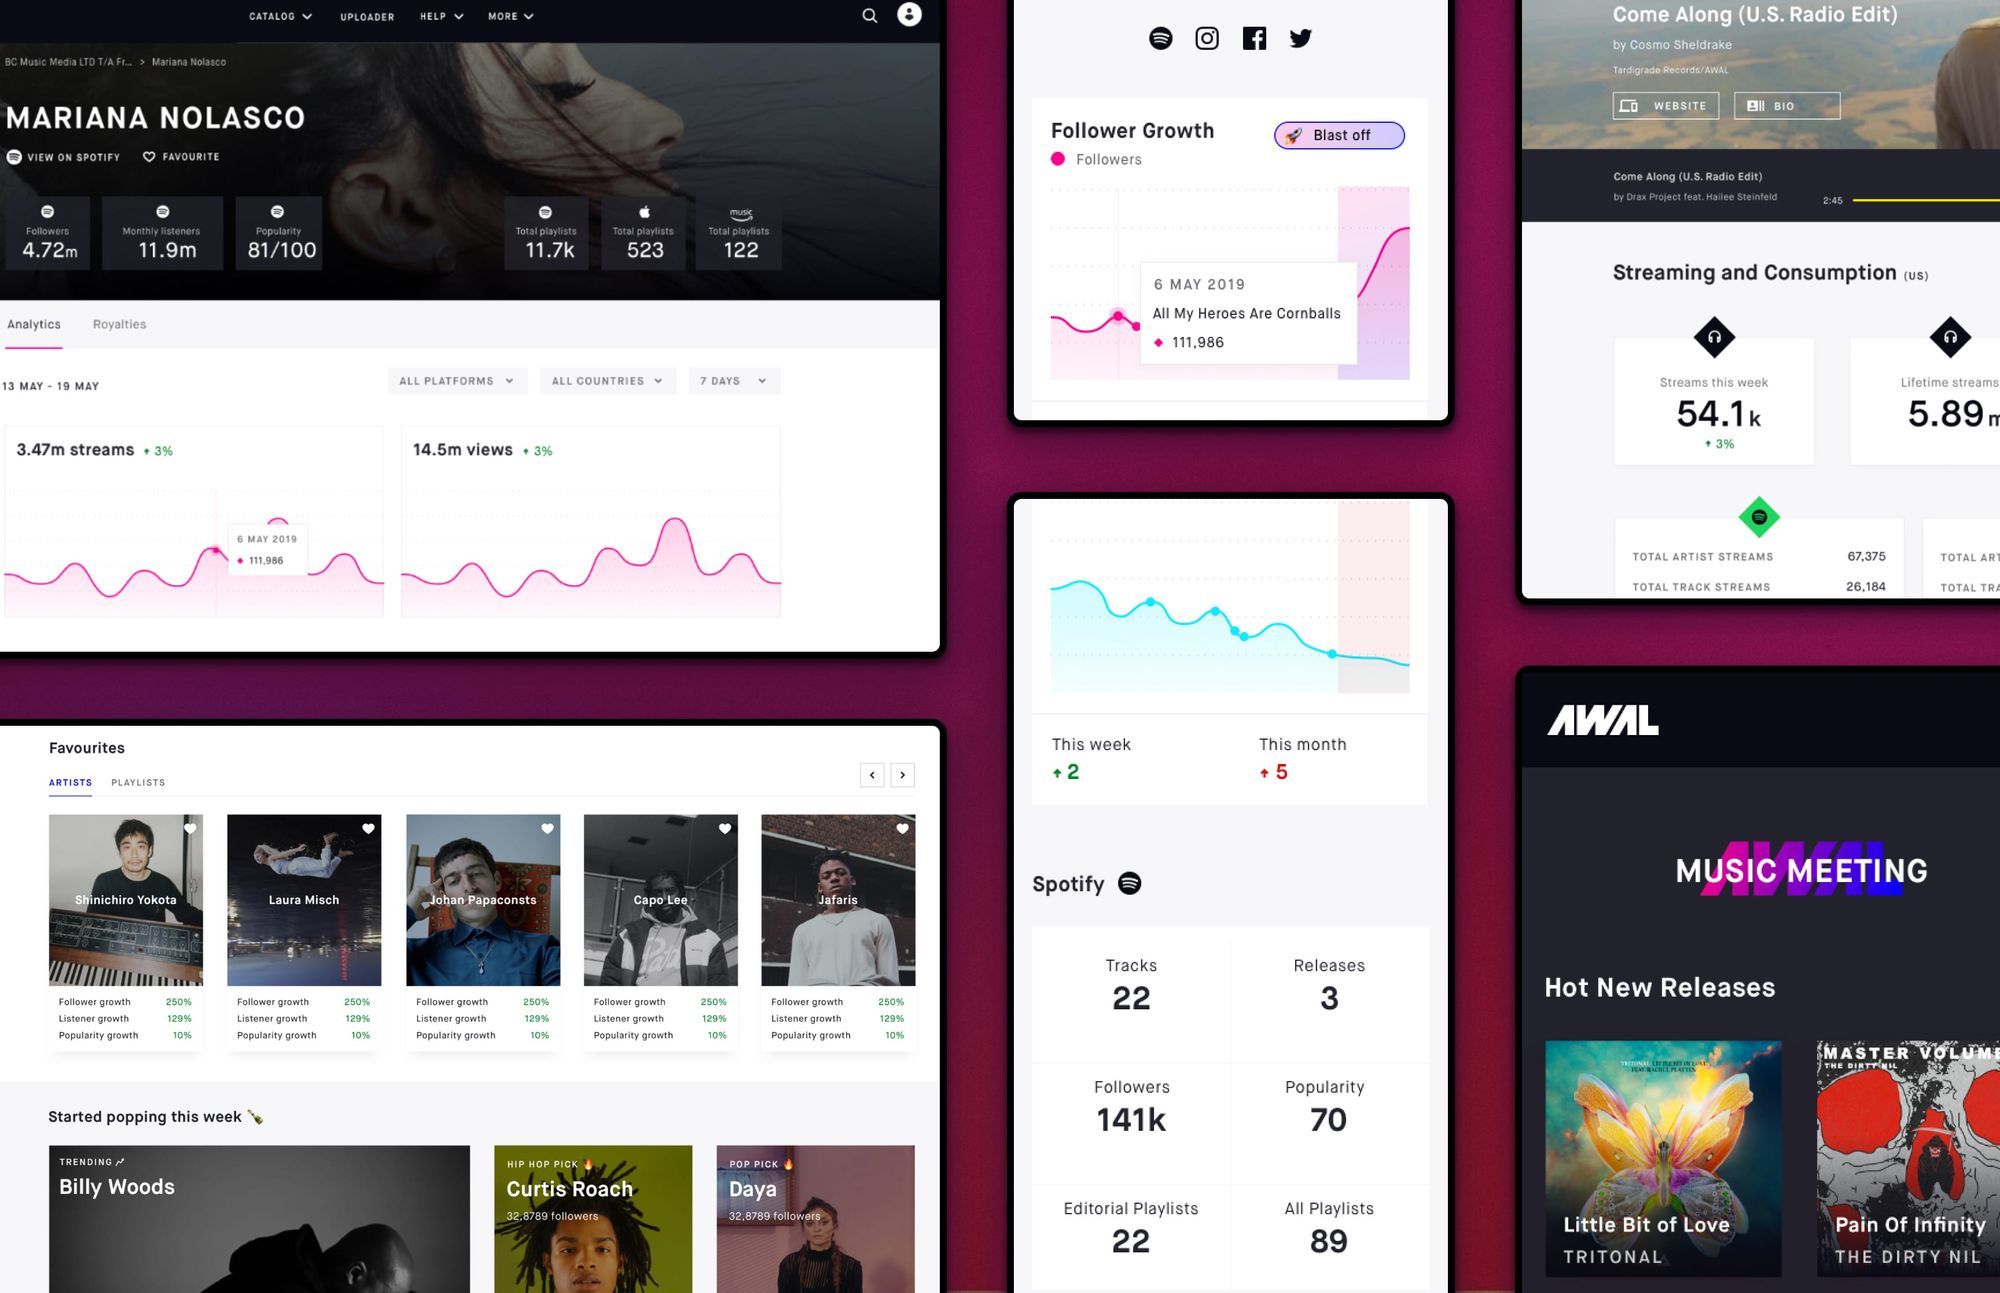 CATALOG
UPLOADER
HELP
MORE
BC Music Media LTD T/A Fr... > Mariana Nolasco
MARIANA NOLASCO
VIEW ON SPOTIFY
FAVOURITE
Followers
4.72m
Monthly listeners
11.9m
Popularity
81/100
Total playlists
11.7k
Total playlists
523
music
Total playlists
122
Analytics
Royalties
13 MAY - 19 MAY
ALL PLATFORMS
ALL COUNTRIES
7 DAYS
3.47m streams
3%
6 MAY 2019
111,986
14.5m views
3%
Favourites
ARTISTS
PLAYLISTS
Shinichiro Yokota
Follower growth 250%
Listener growth 129%
Popularity growth 10%
Laura Misch
Follower growth 250%
Listener growth 129%
Popularity growth 10%
Johan Papaconsts
Follower growth 250%
Listener growth 129%
Popularity growth 10%
Capo Lee
Follower growth 250%
Listener growth 129%
Popularity growth 10%
Jafaris
Follower growth 250%
Listener growth 129%
Popularity growth 10%
Started popping this week
TRENDING
Billy Woods
HIP HOP PICK
Curtis Roach
32,8789 followers
POP PICK
Daya
32,8789 followers
Follower Growth
Blast off
Followers
6 MAY 2019
All My Heroes Are Cornballs
111,986
This week
2
This month
5
Spotify
Tracks
22
Releases
3
Followers
141k
Popularity
70
Editorial Playlists
22
All Playlists
89
Come Along (U.S. Radio Edit)
by Cosmo Sheldrake
Tardigrade Records/AWAL
WEBSITE
BIO
Come Along (U.S. Radio Edit)
by Drax Project feat. Hailee Steinfeld
2:45
Streaming and Consumption (US)
Streams this week
54.1k
3%
Lifetime streams
5.89
TOTAL ARTIST STREAMS 67,375
TOTAL TRACK STREAMS 26,184
TOTAL ART
TOTAL TRA
AWAL
AWAL
MUSIC MEETING
Hot New Releases
TRITONAL LITTLE BIT OF LOVE
FEAT. RACHEL PLATTEN
Little Bit of Love
TRITONAL
MASTER VOLUME
THE DIRTY NIL
Pain Of Infinity
THE DIRTY NIL